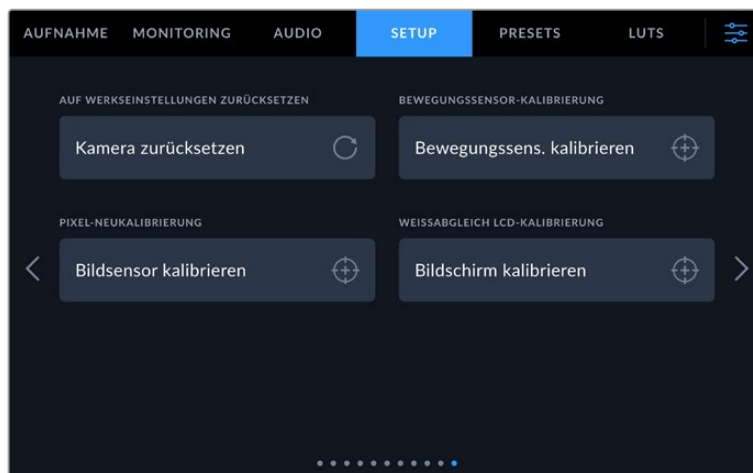 AUFNAHME MONITORING AUDIO SETUP PRESETS LUTS
AUF WERKSEINSTELLUNGEN ZURÜCKSETZEN
Kamera zurücksetzen
BEWEGUNGSSENSOR-KALIBRIERUNG
Bewegungssens. kalibrieren
PIXEL-NEUKALIBRIERUNG
Bildsensor kalibrieren
WEISSABGLEICH LCD-KALIBRIERUNG
Bildschirm kalibrieren